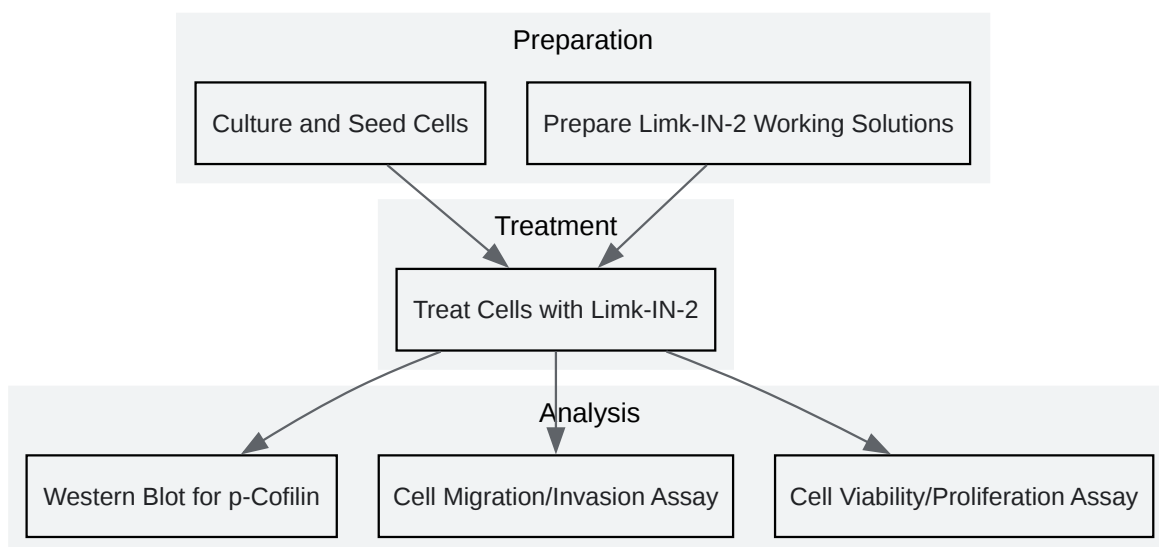 Preparation
Culture and Seed Cells
Prepare Limk-IN-2 Working Solutions
Treatment
Treat Cells with Limk-IN-2
Analysis
Western Blot for p-Cofilin
Cell Migration/Invasion Assay
Cell Viability/Proliferation Assay